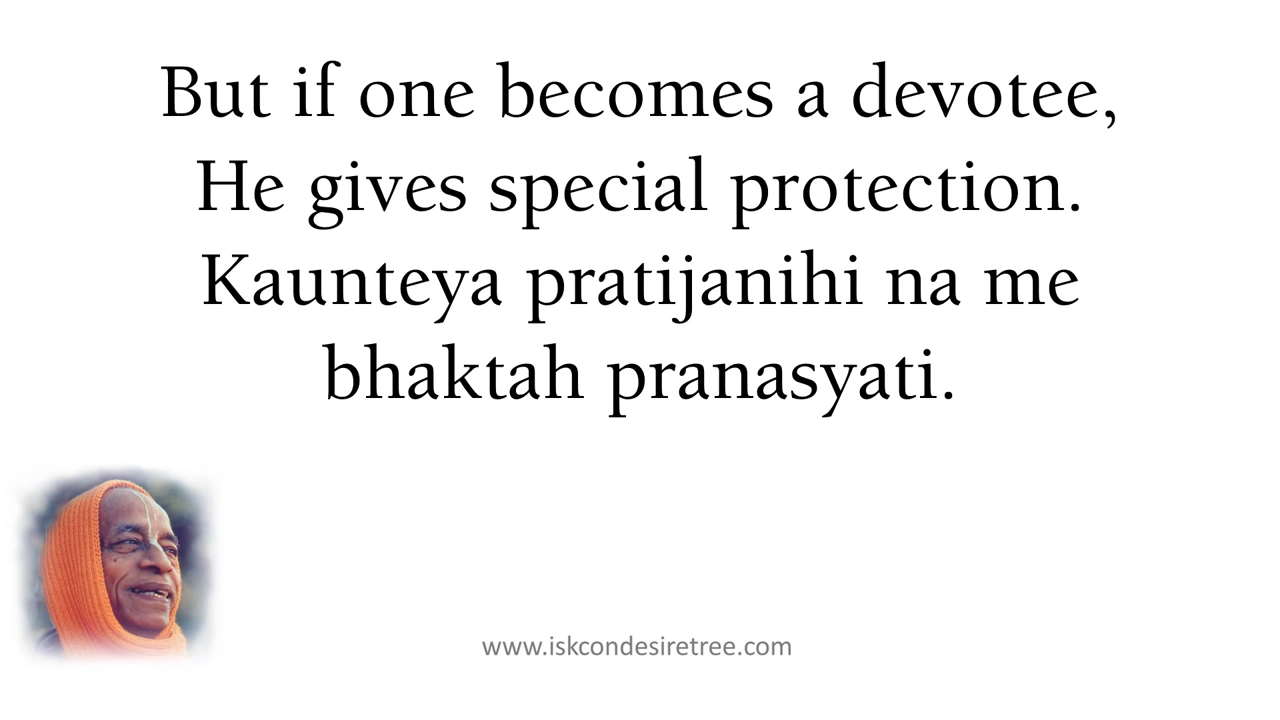 But if one becomes a devotee,
He gives special protection.
Kaunteya pratijanihi na me
bhaktah pranasyati.
www.iskcondesiretree.com